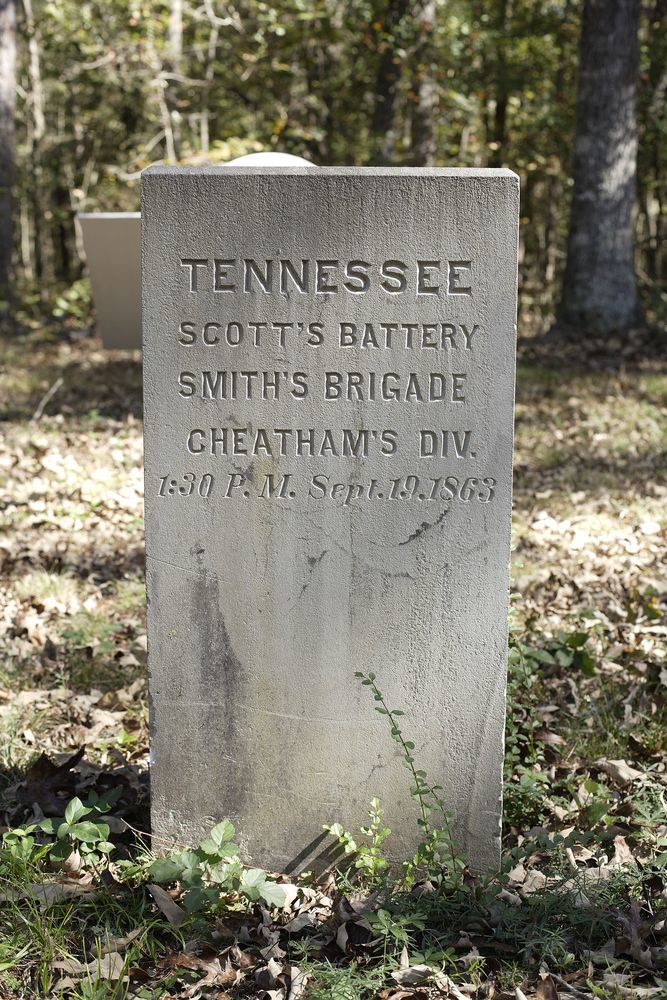 TENNESSEE
SCOTT'S BATTERY
SMITH'S BRIGADE
CHEATHAM'S DIV.
1:30 P. M. Sept. 19. 1863